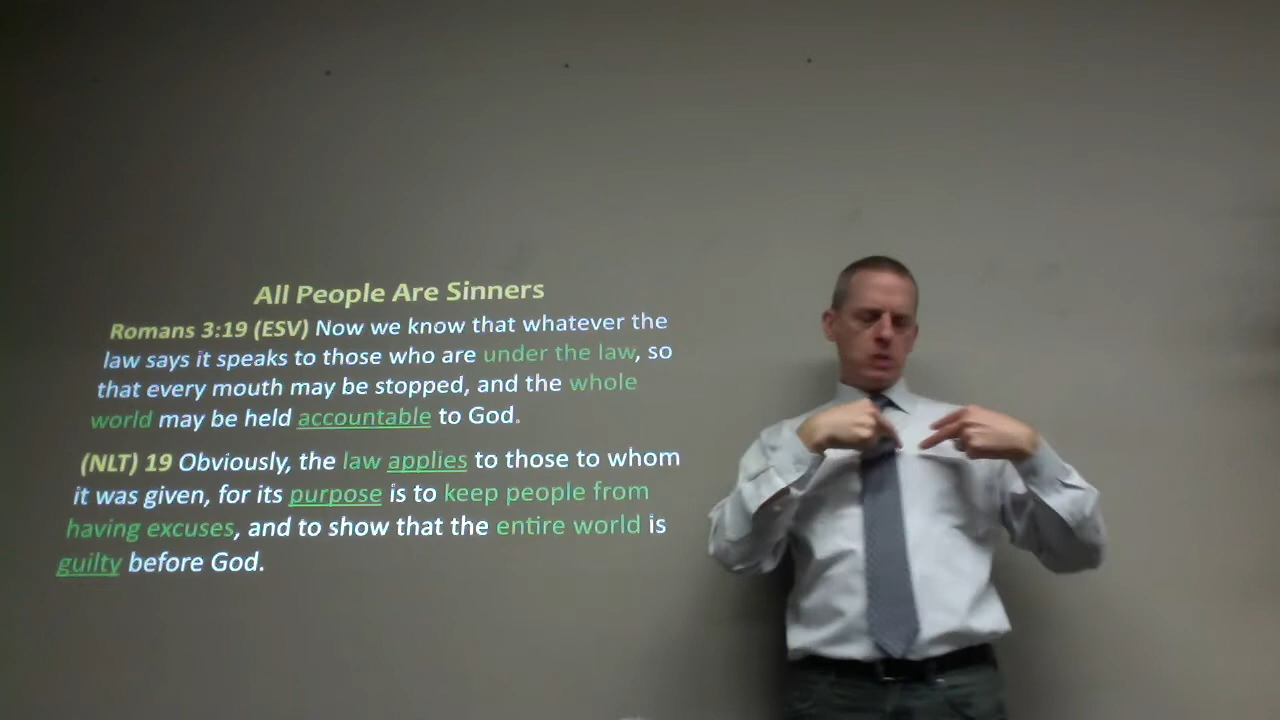 All People Are Sinners
Romans 3:19 (ESV) Now we know that whatever the
law says it speaks to those who are under the law, so
that every mouth may be stopped, and the whole
world may be held accountable to God.
(NLT) 19 Obviously, the law applies to those to whom
it was given, for its purpose is to keep people from
having excuses, and to show that the entire world is
guilty before God.